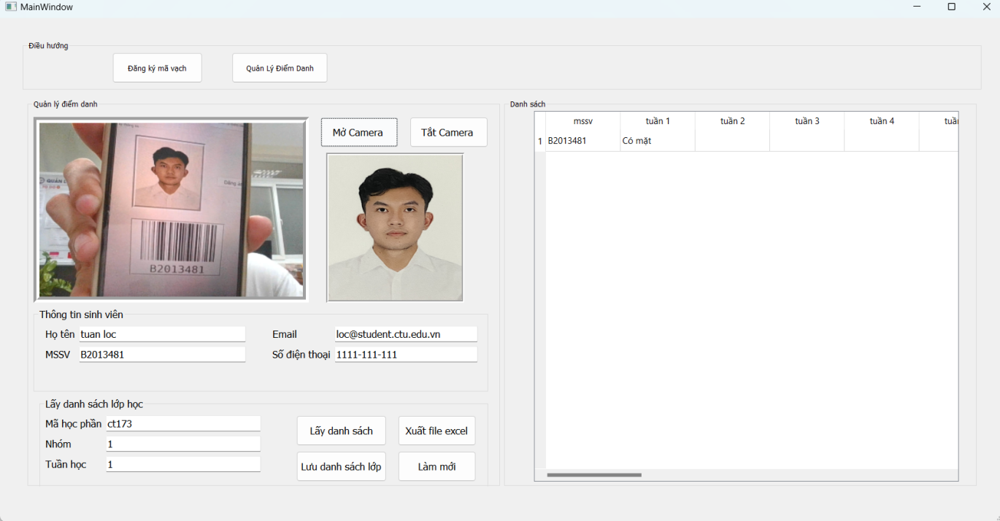 MainWindow
Điều hướng
Đăng ký mã vạch
Quản Lý Điểm Danh
Quản lý điểm danh
Mở Camera
Tắt Camera
B2013481
Thông tin sinh viên
Họ tên tuan loc
Email loc@student.ctu.edu.vn
MSSV B2013481
Số điện thoại 1111-111-111
Lấy danh sách lớp học
Mã học phần ct173
Nhóm 1
Tuần học 1
Lấy danh sách
Xuất file excel
Lưu danh sách lớp
Làm mới
Danh sách
mssv tuần 1 tuần 2 tuần 3 tuần 4
1 B2013481 Có mặt